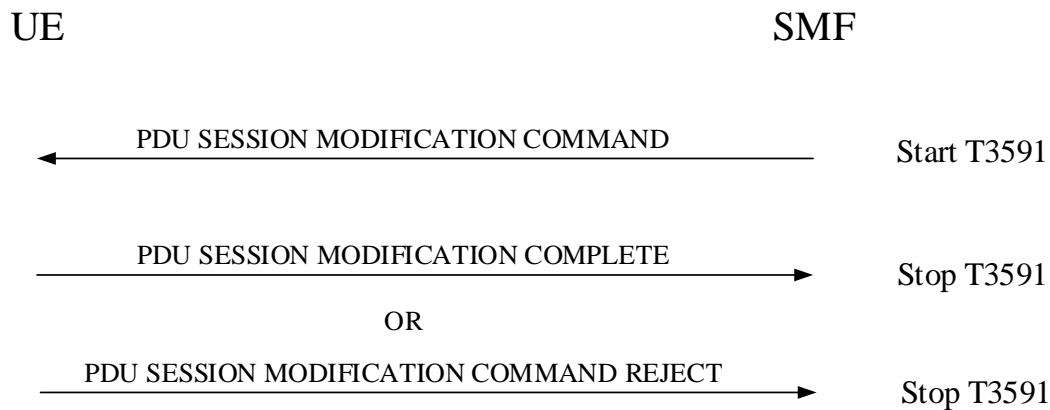 UE SMF
PDU SESSION MODIFICATION COMMAND Start T3591
PDU SESSION MODIFICATION COMPLETE Stop T3591
OR
PDU SESSION MODIFICATION COMMAND REJECT Stop T3591